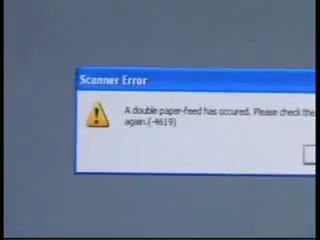 Scanner Error
A double paper-feed has occured. Please check the
again.(-4619)